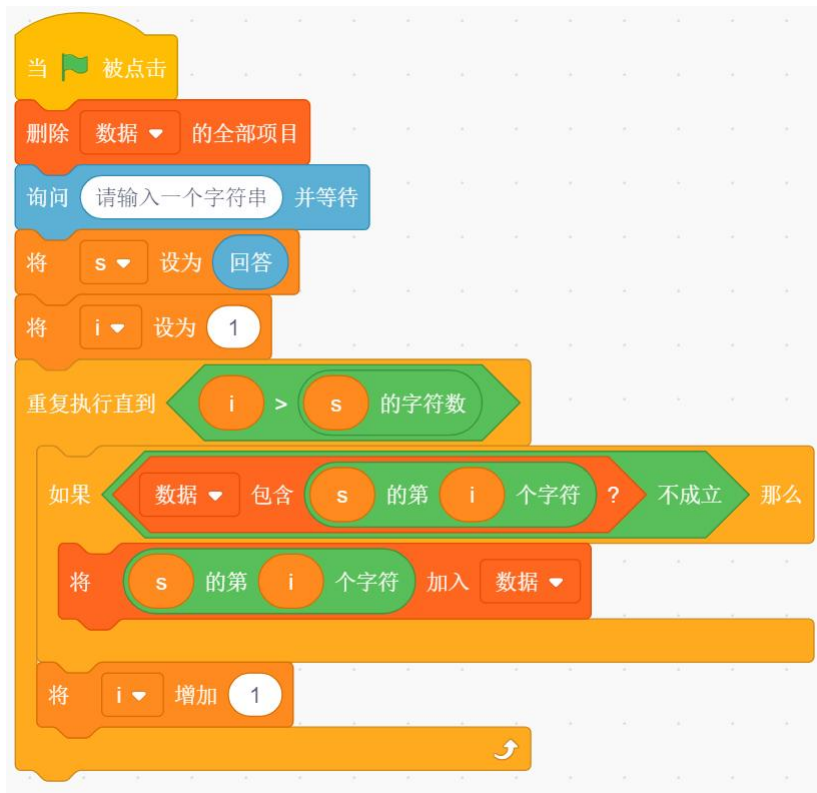 当 被点击
删除 数据 的全部项目
询问 请输入一个字符串 并等待
将 s 设为 回答
将 i 设为 1
重复执行直到 i > s 的字符数
如果 数据 包含 s 的第 i 个字符 ? 不成立 那么
将 s 的第 i 个字符 加入 数据
将 i 增加 1